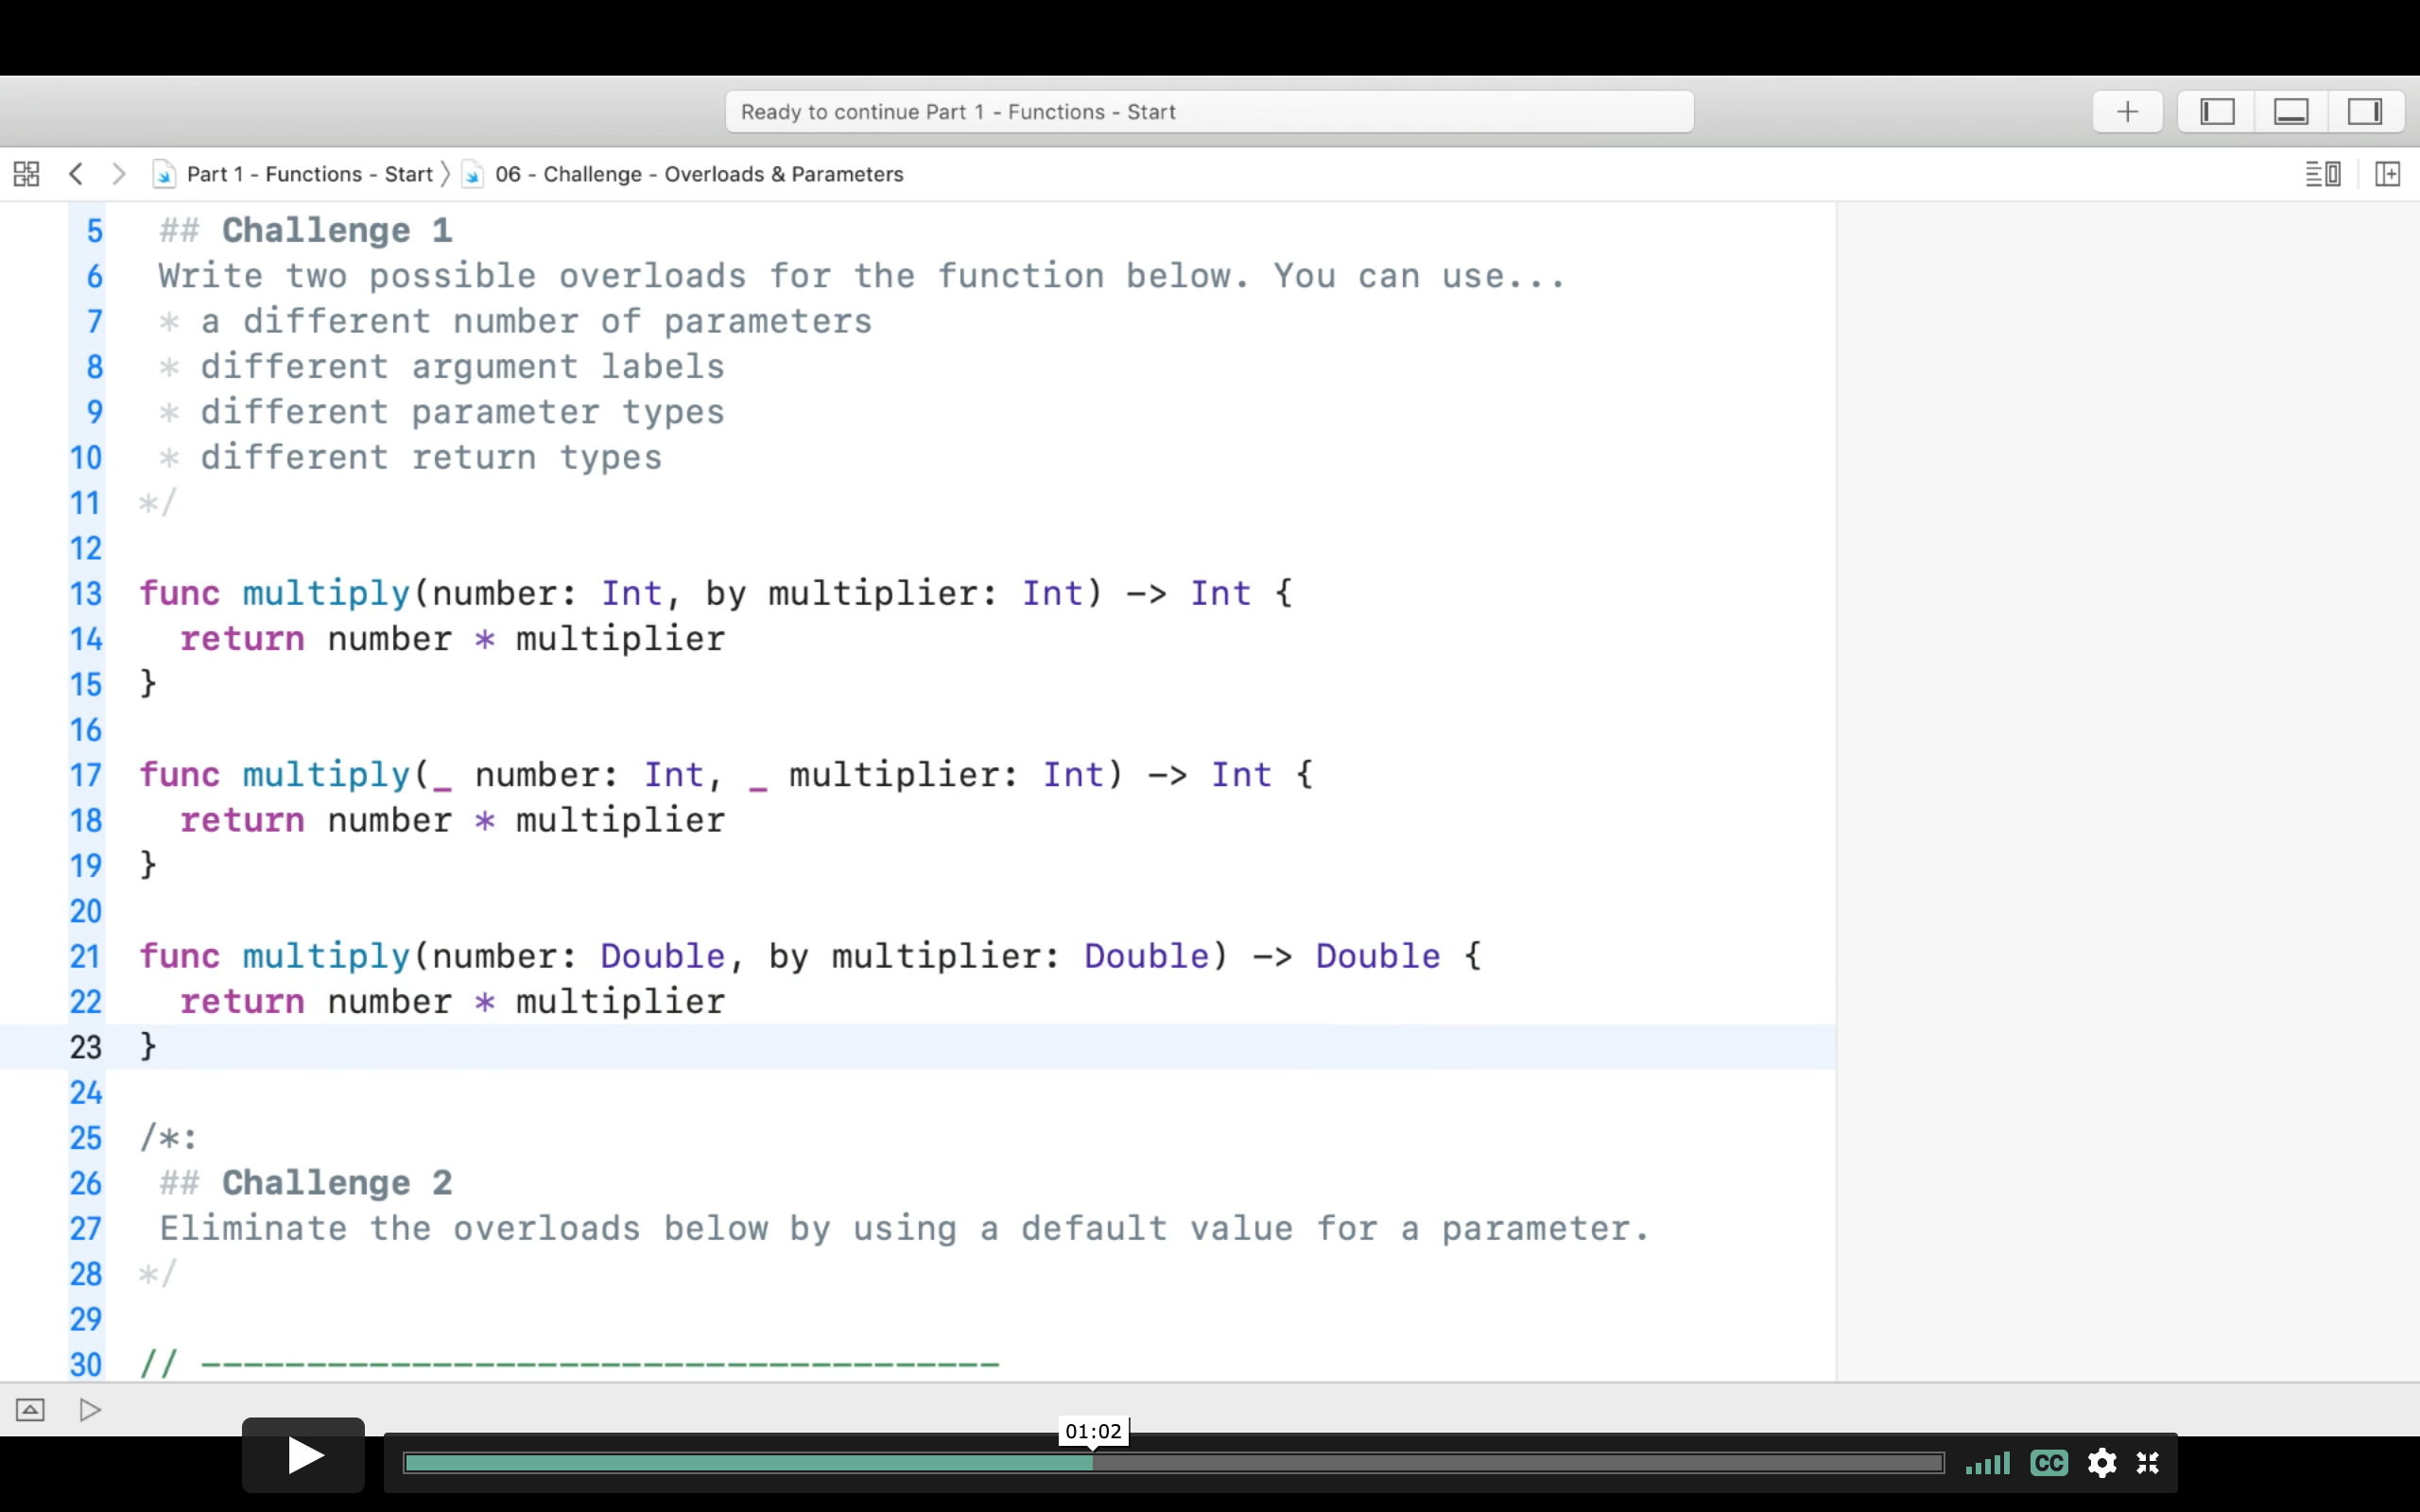 Ready to continue Part 1 - Functions - Start
Part 1 - Functions - Start 〉 06 - Challenge - Overloads & Parameters
5 ## Challenge 1
6 Write two possible overloads for the function below. You can use...
7 * a different number of parameters
8 * different argument labels
9 * different parameter types
10 * different return types
11 */
12
13 func multiply(number: Int, by multiplier: Int) -> Int {
14 return number * multiplier
15 }
16
17 func multiply(_ number: Int, _ multiplier: Int) -> Int {
18 return number * multiplier
19 }
20
21 func multiply(number: Double, by multiplier: Double) -> Double {
22 return number * multiplier
23 }
24
25 /*:
26 ## Challenge 2
27 Eliminate the overloads below by using a default value for a parameter.
28 */
29
30 // --------------------------------------
01:02
CC